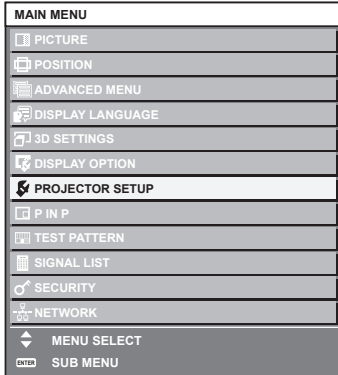 MAIN MENU
PICTURE
POSITION
ADVANCED MENU
DISPLAY LANGUAGE
3D SETTINGS
DISPLAY OPTION
PROJECTOR SETUP
P IN P
TEST PATTERN
SIGNAL LIST
SECURITY
NETWORK
MENU SELECT
ENTER SUB MENU